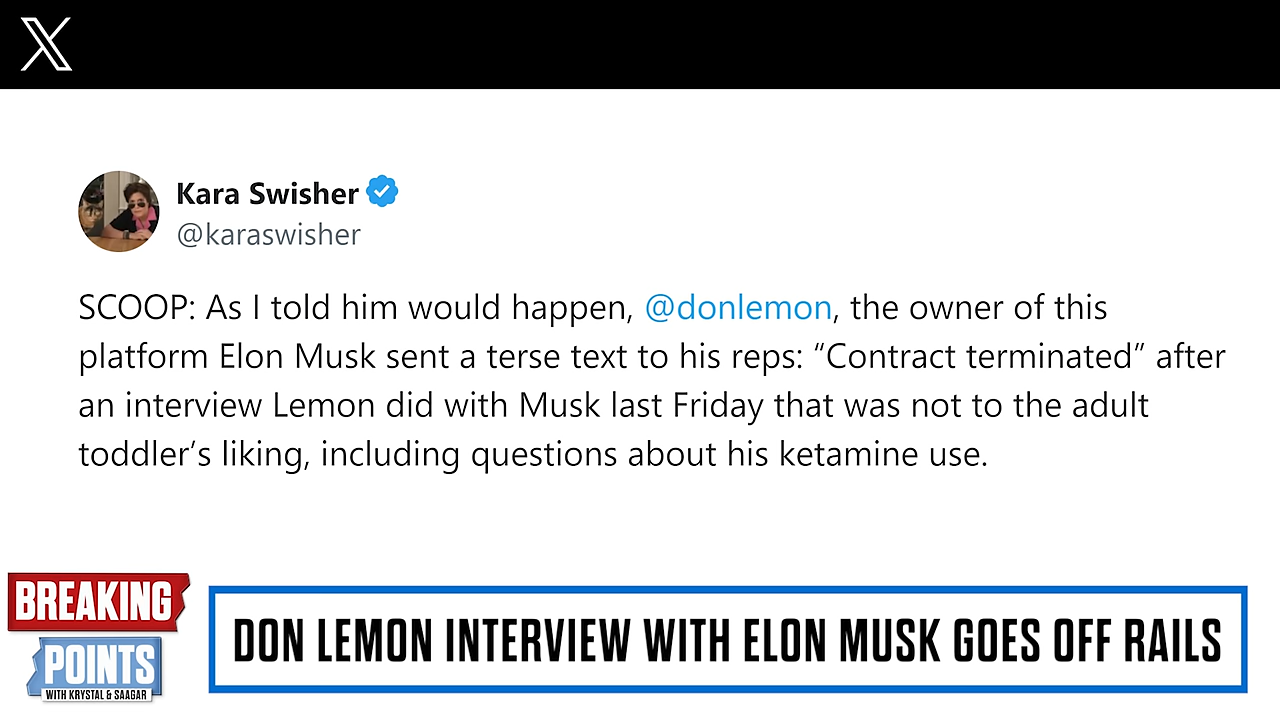 Kara Swisher
@karaswisher
SCOOP: As I told him would happen, @donlemon, the owner of this
platform Elon Musk sent a terse text to his reps: “Contract terminated” after
an interview Lemon did with Musk last Friday that was not to the adult
toddler’s liking, including questions about his ketamine use.
BREAKING
POINTS
WITH KRYSTAL & SAAGAR
DON LEMON INTERVIEW WITH ELON MUSK GOES OFF RAILS